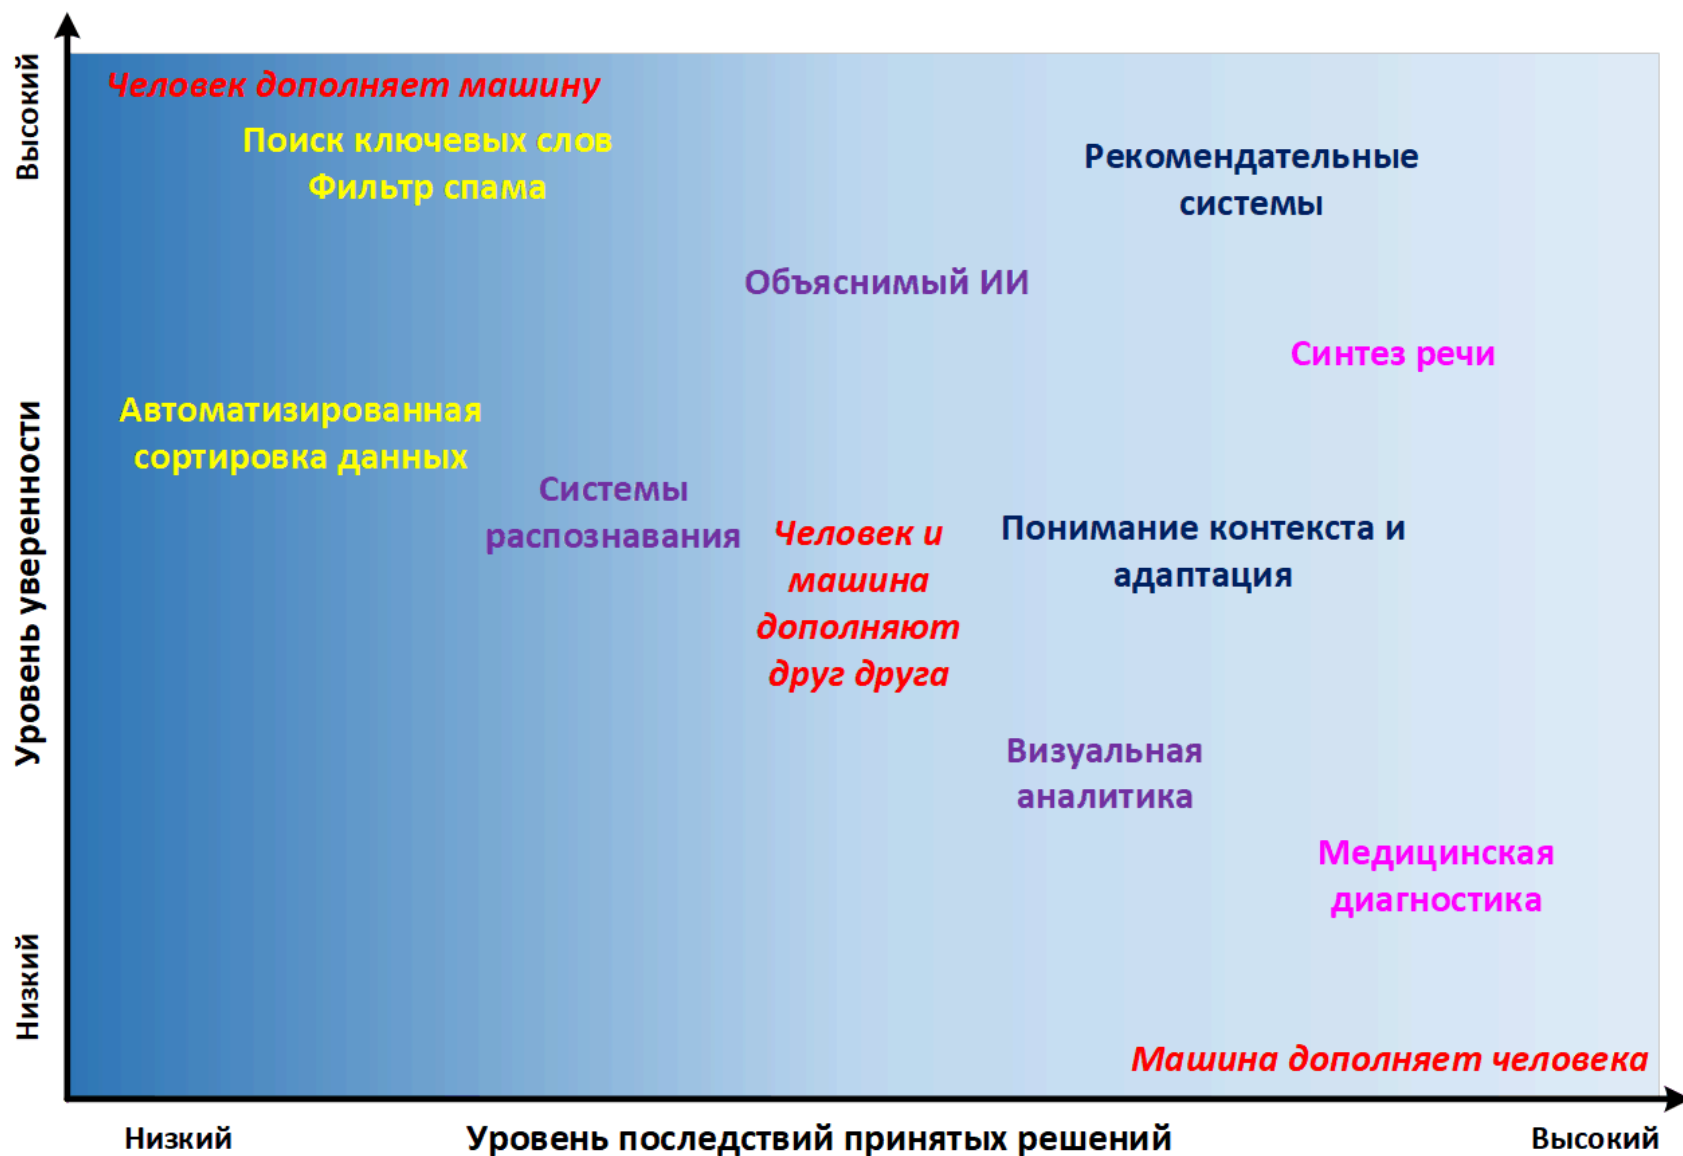 Высокий
Человек дополняет машину
Поиск ключевых слов
Фильтр спама
Рекомендательные
системы
Объяснимый ИИ
Синтез речи
Автоматизированная
сортировка данных
Системы
распознавания
Человек и
машина
дополняют
друг друга
Понимание контекста и
адаптация
Уровень уверенности
Визуальная
аналитика
Медицинская
диагностика
Низкий
Машина дополняет человека
Низкий
Уровень последствий принятых решений
Высокий